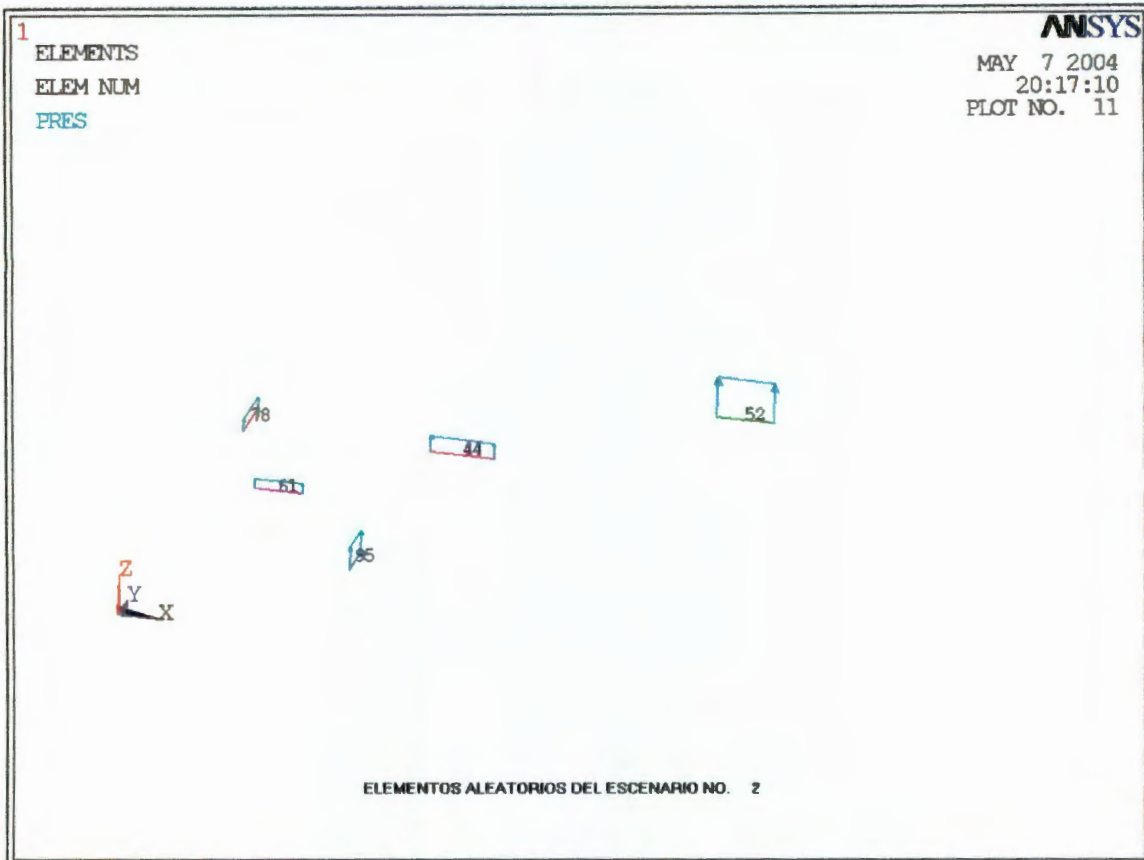 1
ANSYS
ELEMENTS
ELEM NUM
PRES
MAY 7 2004
20:17:10
PLOT NO. 11
78
52
44
61
Z
Y
X
ELEMENTOS ALEATORIOS DEL ESCENARIO NO. 2